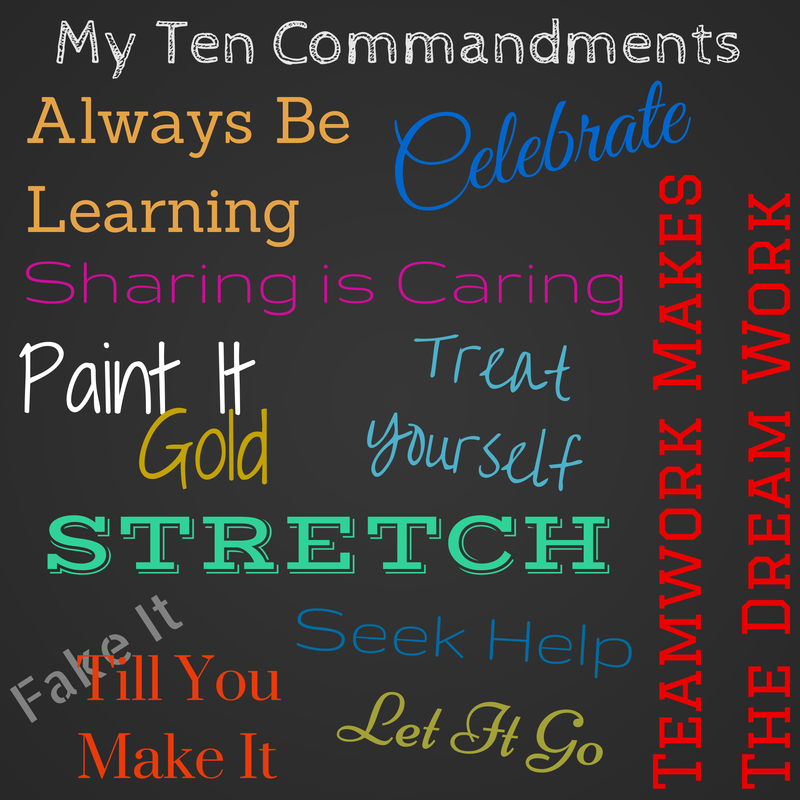 My Ten Commandments
Always Be
Learning
Celebrate
Sharing is Caring
Paint It
Gold
Treat
yourself
TEAMWORK MAKES
THE DREAM WORK
STRETCH
Seek Help
Fake It
Till You
Make It
Let It Go